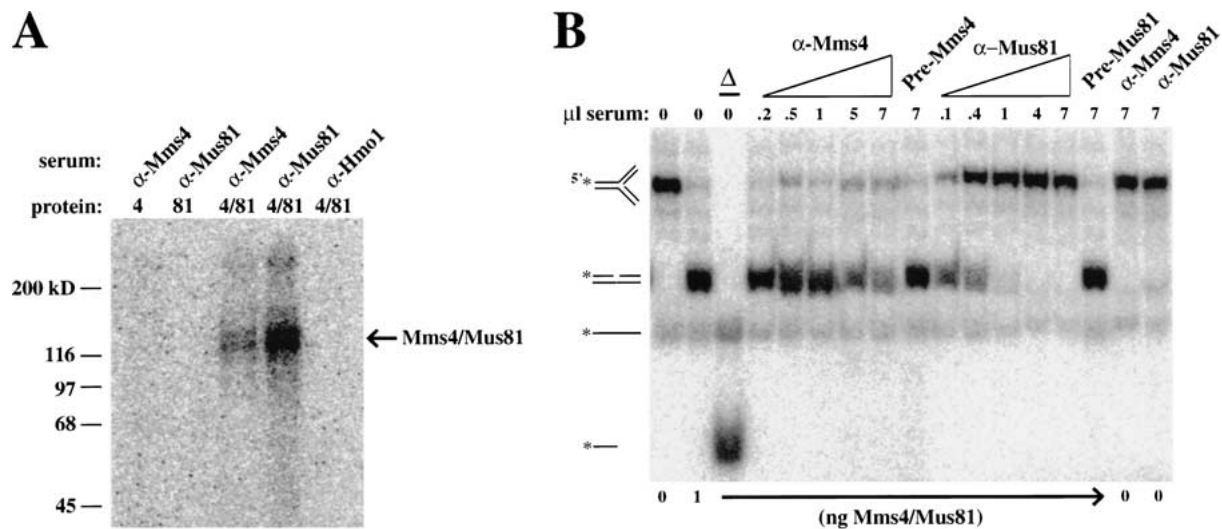 A
serum: α-Mms4 α-Mus81 α-Mms4 α-Mus81 α-Hmo1
protein: 4 81 4/81 4/81 4/81
200 kD
Mms4/Mus81
116
97
68
45
B
α-Mms4 Pre-Mms4 α–Mus81 Pre-Mus81 α-Mms4 α-Mus81
Δ
µl serum: 0 0 0 .2 .5 1 5 7 7 .1 .4 1 4 7 7 7 7
5' *
*
*
*
0 1 0 0
(ng Mms4/Mus81)